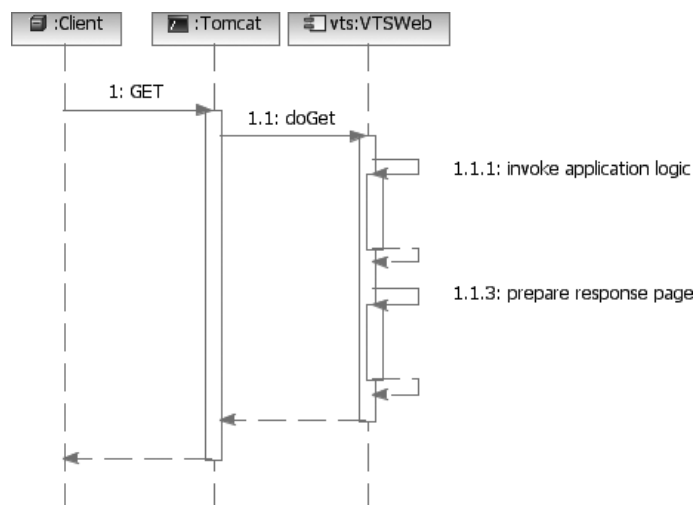 :Client
:Tomcat
vts:VTSWeb
1: GET
1.1: doGet
1.1.1: invoke application logic
1.1.3: prepare response page